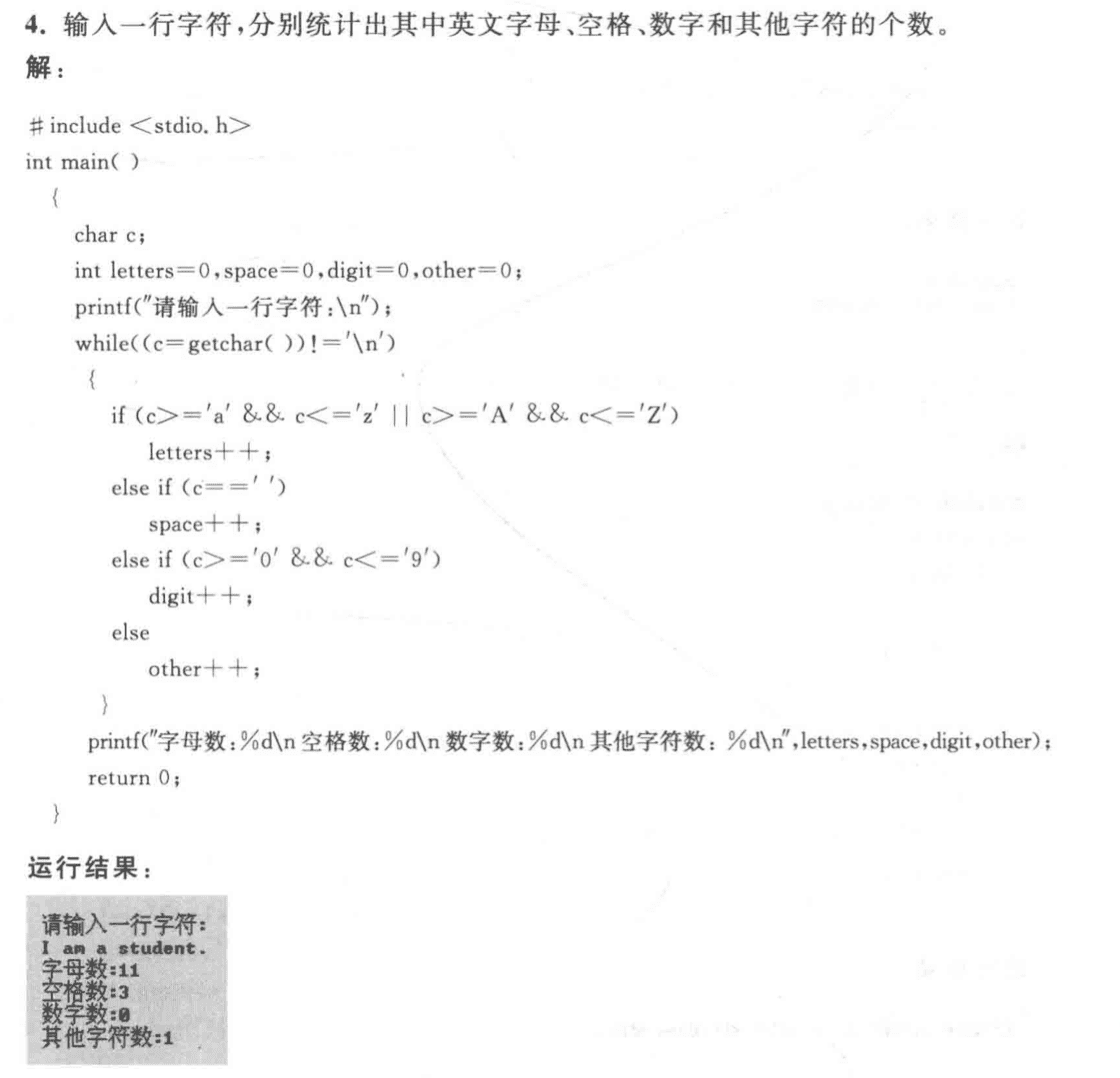 4. 输入一行字符,分别统计出其中英文字母、空格、数字和其他字符的个数。
解:
#include <stdio.h>
int main( )
{
char c;
int letters=0,space=0,digit=0,other=0;
printf("请输入一行字符:\n");
while((c=getchar( ))!='\n')
{
if (c>='a' && c<='z' || c>='A' && c<='Z')
letters++;
else if (c==' ')
space++;
else if (c>='0' && c<='9')
digit++;
else
other++;
}
printf("字母数:%d\n空格数:%d\n数字数:%d\n其他字符数: %d\n",letters,space,digit,other);
return 0;
}
运行结果:
请输入一行字符:
I am a student.
字母数:11
空格数:3
数字数:0
其他字符数:1